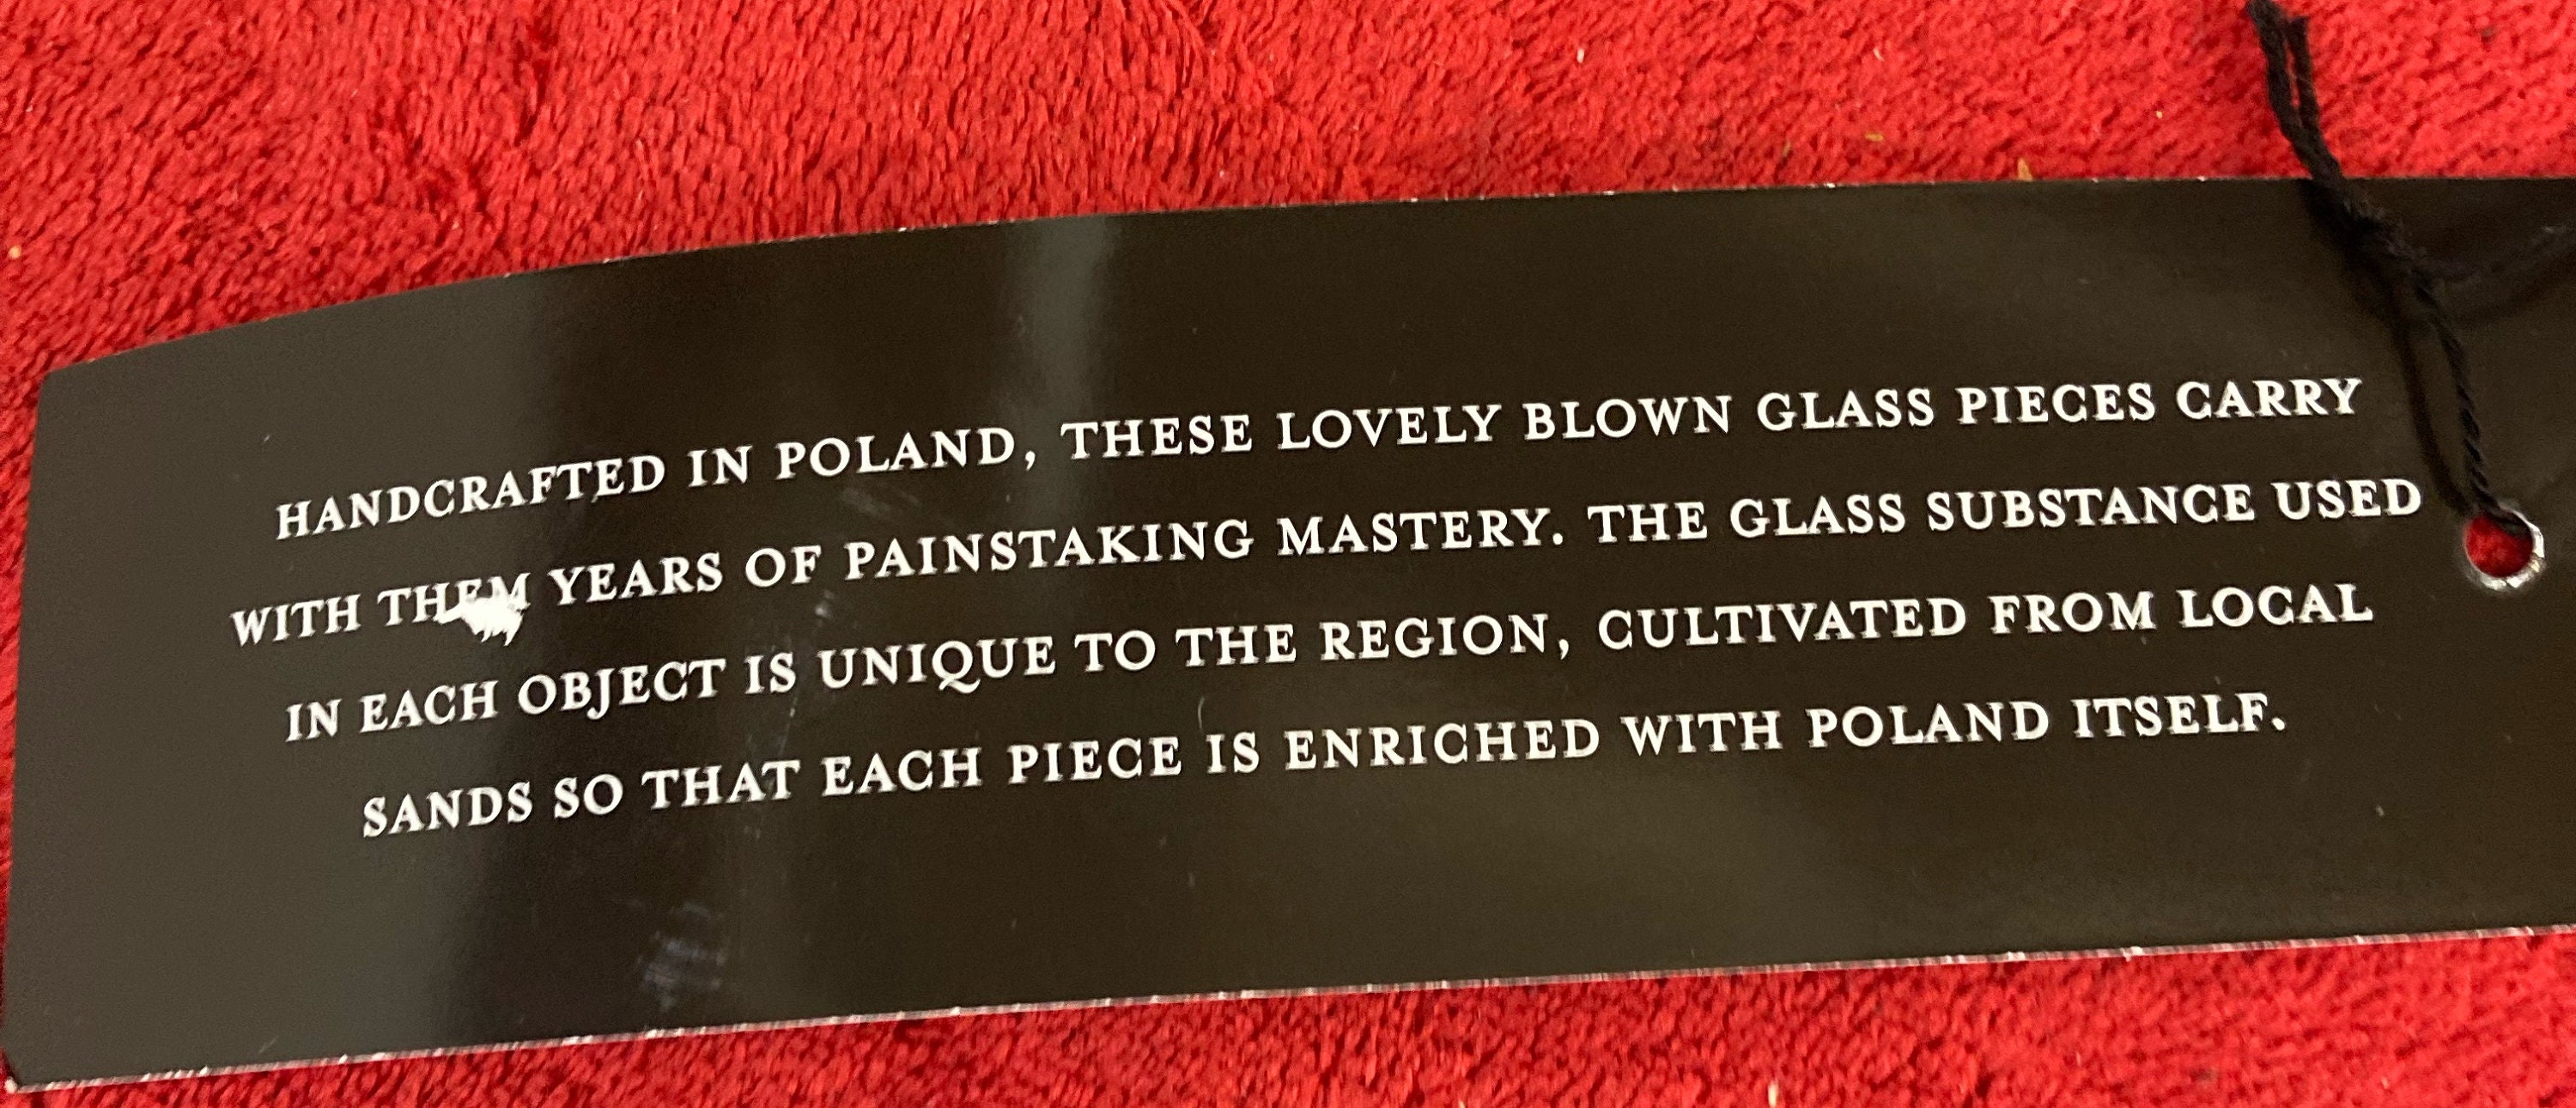 HANDCRAFTED IN POLAND, THESE LOVELY BLOWN GLASS PIECES CARRY
WITH THEM YEARS OF PAINSTAKING MASTERY. THE GLASS SUBSTANCE USED
IN EACH OBJECT IS UNIQUE TO THE REGION, CULTIVATED FROM LOCAL
SANDS SO THAT EACH PIECE IS ENRICHED WITH POLAND ITSELF.